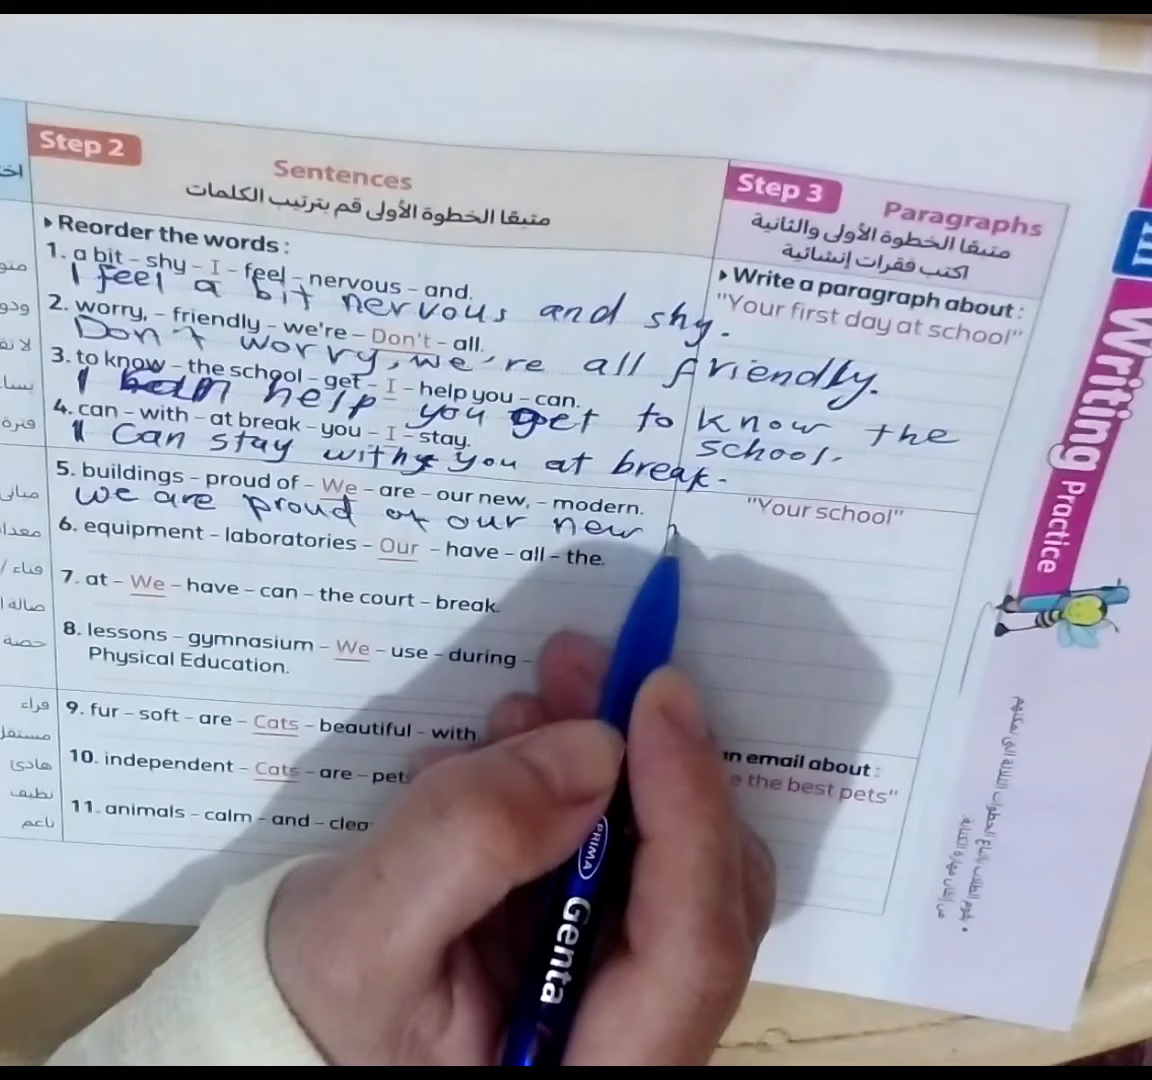 Step 2
Sentences
متبعًا الخطوة الأولى قم بترتيب الكلمات
Reorder the words :
1. a bit – shy – I – feel – nervous – and.
I feel a bit nervous and shy.
2. worry, – friendly – we're – Don't – all.
Don't worry, we're all friendly.
3. to know – the school – get – I – help you – can.
I can help you get to know the school.
4. can – with – at break – you – I – stay.
I can stay with you at break.
5. buildings – proud of – We – are – our new, – modern.
we are proud of our new
6. equipment – laboratories – Our – have – all – the.
7. at – We – have – can – the court – break.
8. lessons – gymnasium – We – use – during –
Physical Education.
9. fur – soft – are – Cats – beautiful – with.
10. independent – Cats – are – pet
11. animals – calm – and – clea
Step 3
Paragraphs
متبعًا الخطوة الأولى والثانية
اكتب فقرات إنشائية
Write a paragraph about :
"Your first day at school"
"Your school"
n email about :
e the best pets"
Writing Practice
فراء
هادئ
نظيف
ناعم
PRIMA
Genta